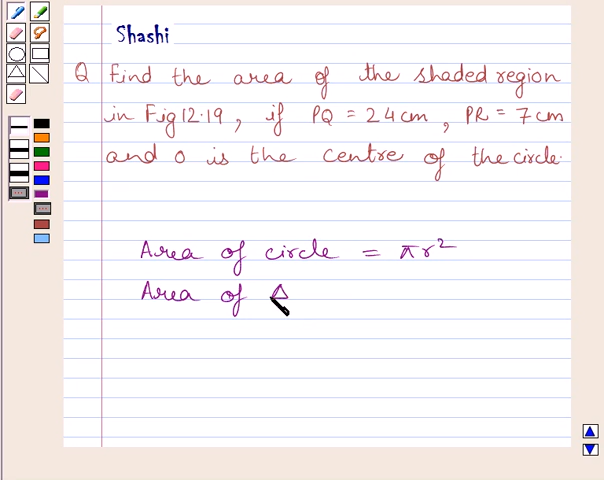 Shashi
Q Find the area of the shaded region
in Fig 12.19, if PQ = 24 cm, PR = 7 cm
and O is the centre of the circle.
Area of circle = πr²
Area of Δ